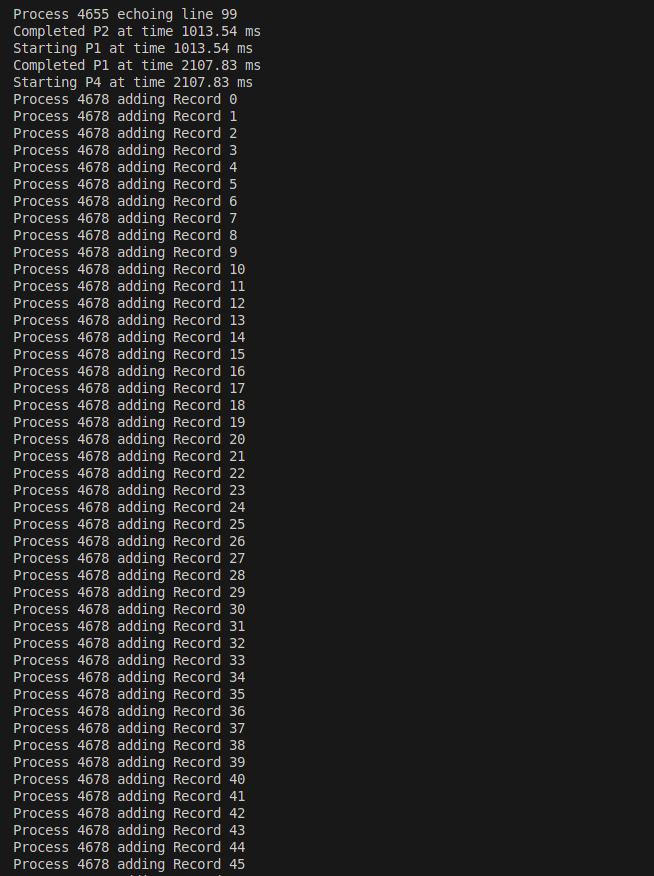 Process 4655 echoing line 99
Completed P2 at time 1013.54 ms
Starting P1 at time 1013.54 ms
Completed P1 at time 2107.83 ms
Starting P4 at time 2107.83 ms
Process 4678 adding Record 0
Process 4678 adding Record 1
Process 4678 adding Record 2
Process 4678 adding Record 3
Process 4678 adding Record 4
Process 4678 adding Record 5
Process 4678 adding Record 6
Process 4678 adding Record 7
Process 4678 adding Record 8
Process 4678 adding Record 9
Process 4678 adding Record 10
Process 4678 adding Record 11
Process 4678 adding Record 12
Process 4678 adding Record 13
Process 4678 adding Record 14
Process 4678 adding Record 15
Process 4678 adding Record 16
Process 4678 adding Record 17
Process 4678 adding Record 18
Process 4678 adding Record 19
Process 4678 adding Record 20
Process 4678 adding Record 21
Process 4678 adding Record 22
Process 4678 adding Record 23
Process 4678 adding Record 24
Process 4678 adding Record 25
Process 4678 adding Record 26
Process 4678 adding Record 27
Process 4678 adding Record 28
Process 4678 adding Record 29
Process 4678 adding Record 30
Process 4678 adding Record 31
Process 4678 adding Record 32
Process 4678 adding Record 33
Process 4678 adding Record 34
Process 4678 adding Record 35
Process 4678 adding Record 36
Process 4678 adding Record 37
Process 4678 adding Record 38
Process 4678 adding Record 39
Process 4678 adding Record 40
Process 4678 adding Record 41
Process 4678 adding Record 42
Process 4678 adding Record 43
Process 4678 adding Record 44
Process 4678 adding Record 45